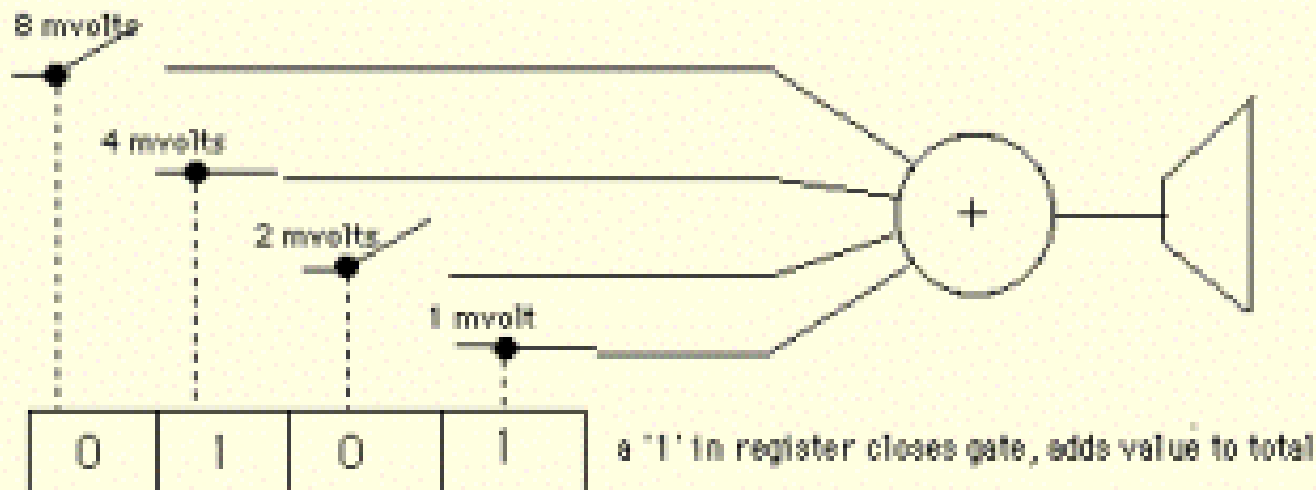 8 mvolts
4 mvolts
2 mvolts
1 mvolt
+
0 1 0 1
a "1" in register closes gate, adds value to total